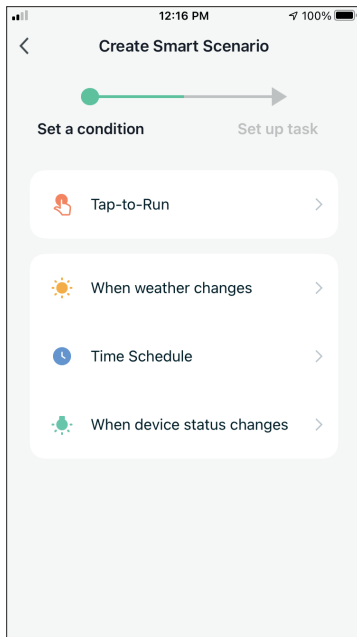 12:16 PM 100%
Create Smart Scenario
Set a condition Set up task
Tap-to-Run
When weather changes
Time Schedule
When device status changes